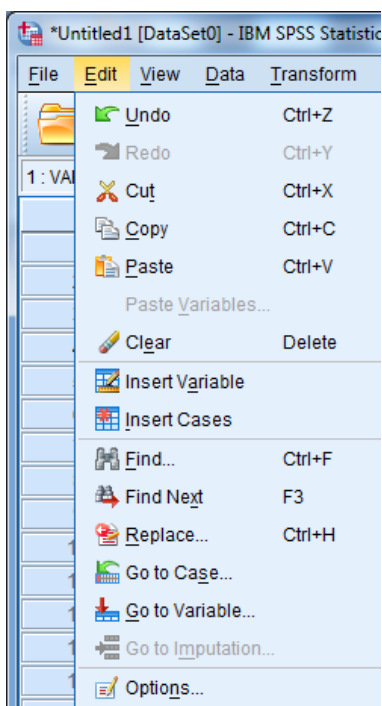 *Untitled1 [DataSet0] - IBM SPSS Statistic
File Edit View Data Transform
Undo Ctrl+Z
Redo Ctrl+Y
1 : VA
Cut Ctrl+X
Copy Ctrl+C
Paste Ctrl+V
Paste Variables...
Clear Delete
Insert Variable
Insert Cases
Find... Ctrl+F
Find Next F3
Replace... Ctrl+H
Go to Case...
Go to Variable...
Go to Imputation...
Options...